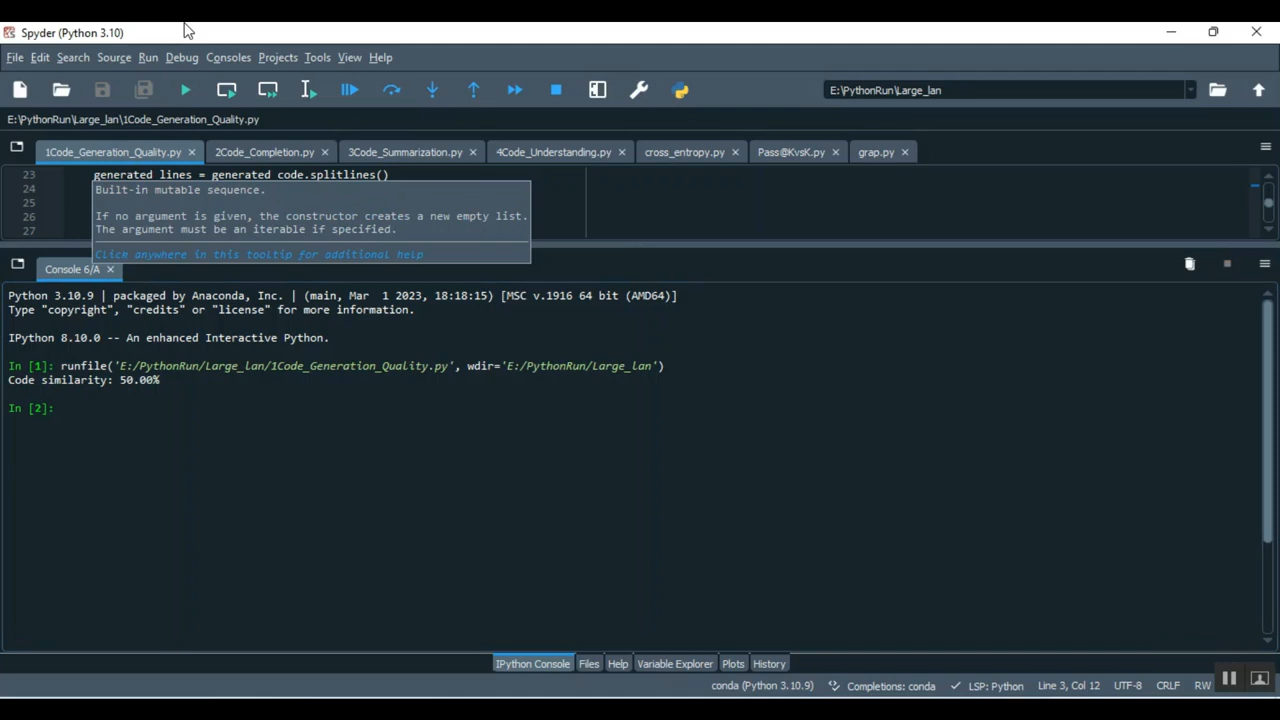 Spyder (Python 3.10)
File Edit Search Source Run Debug Consoles Projects Tools View Help
E:\PythonRun\Large_lan
E:\PythonRun\Large_lan\1Code_Generation_Quality.py
1Code_Generation_Quality.py 2Code_Completion.py 3Code_Summarization.py 4Code_Understanding.py cross_entropy.py Pass@KvsK.py grap.py
23 generated_lines = generated_code.splitlines()
24 Built-in mutable sequence.
25
26 If no argument is given, the constructor creates a new empty list.
27 The argument must be an iterable if specified.
Click anywhere in this tooltip for additional help
Console 6/A
Python 3.10.9 | packaged by Anaconda, Inc. | (main, Mar  1 2023, 18:18:15) [MSC v.1916 64 bit (AMD64)]
Type "copyright", "credits" or "license" for more information.
IPython 8.10.0 -- An enhanced Interactive Python.
In [1]: runfile('E:/PythonRun/Large_lan/1Code_Generation_Quality.py', wdir='E:/PythonRun/Large_lan')
Code similarity: 50.00%
In [2]:
IPython Console Files Help Variable Explorer Plots History
conda (Python 3.10.9) Completions: conda LSP: Python Line 3, Col 12 UTF-8 CRLF RW